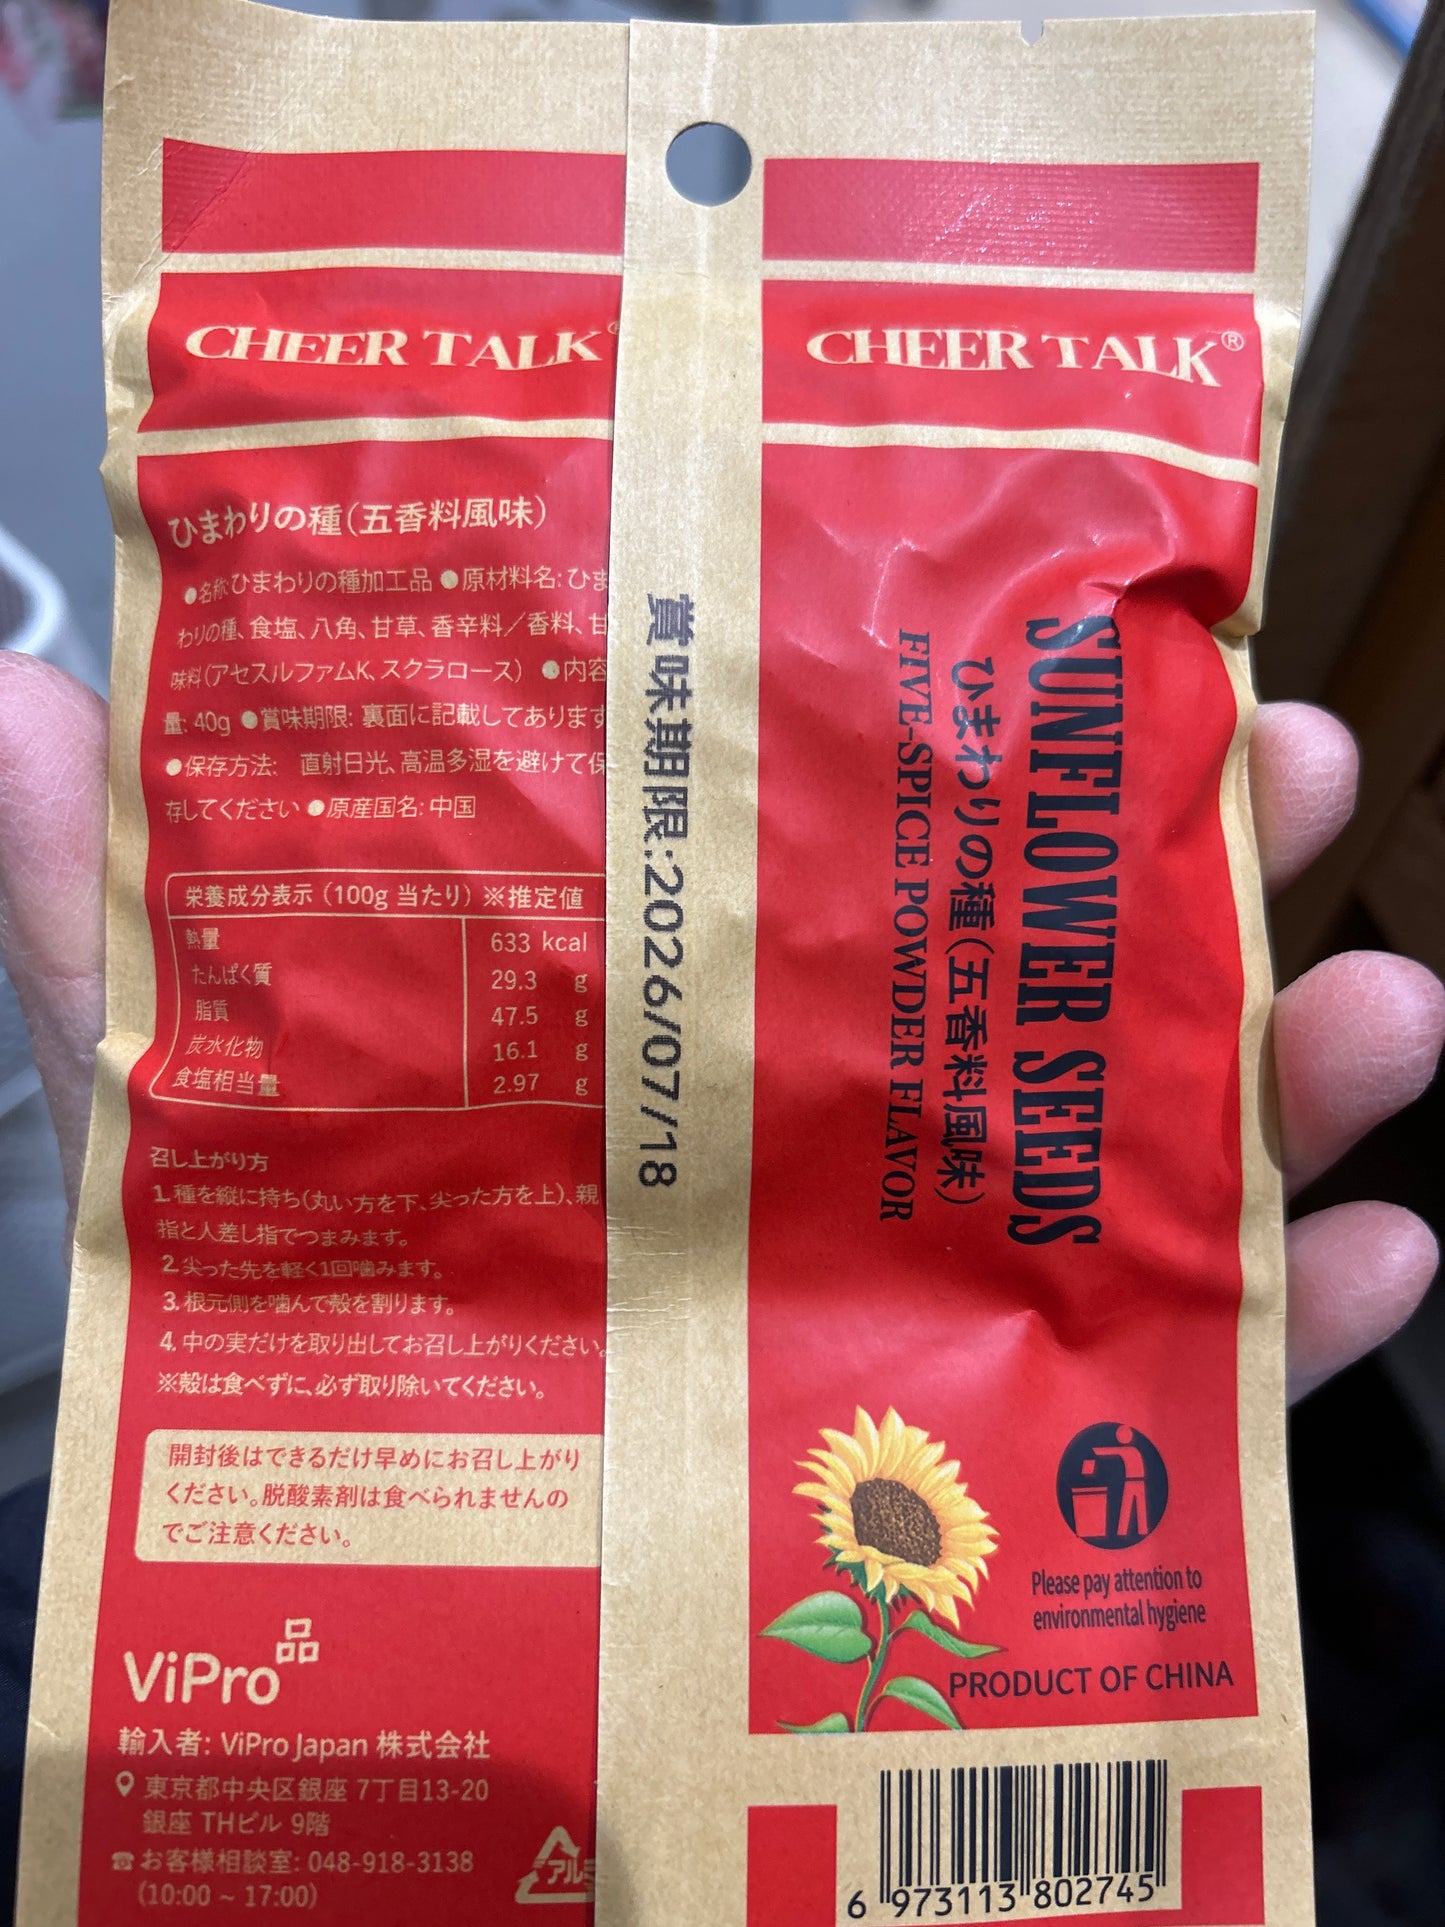 CHEER TALK
ひまわりの種(五香料風味)
●名称:ひまわりの種加工品 ●原材料名: ひま
わりの種、食塩、八角、甘草、香辛料/香料、甘
味料(アセスルファムK、スクラロース) ●内容
量: 40g ●賞味期限: 裏面に記載してあります
●保存方法: 直射日光、高温多湿を避けて保
存してください ●原産国名: 中国
栄養成分表示 (100g 当たり) ※推定値
熱量 633 kcal
たんぱく質 29.3 g
脂質 47.5 g
炭水化物 16.1 g
食塩相当量 2.97 g
召し上がり方
1. 種を縦に持ち(丸い方を下、尖った方を上)、親
指と人差し指でつまみます。
2. 尖った先を軽く1回噛みます。
3. 根元側を噛んで殻を割ります。
4. 中の実だけを取り出してお召し上がりください。
※殻は食べずに、必ず取り除いてください。
開封後はできるだけ早めにお召し上がり
ください。脱酸素剤は食べられませんの
でご注意ください。
ViPro品
輸入者: ViPro Japan 株式会社
東京都中央区銀座 7丁目13-20
銀座 THビル 9階
お客様相談室: 048-918-3138
(10:00 ~ 17:00)
アルミ
賞味期限:2026/07/18
CHEER TALK®
SUNFLOWER SEEDS
ひまわりの種(五香料風味)
FIVE-SPICE POWDER FLAVOR
Please pay attention to
environmental hygiene
PRODUCT OF CHINA
6 973113 802745